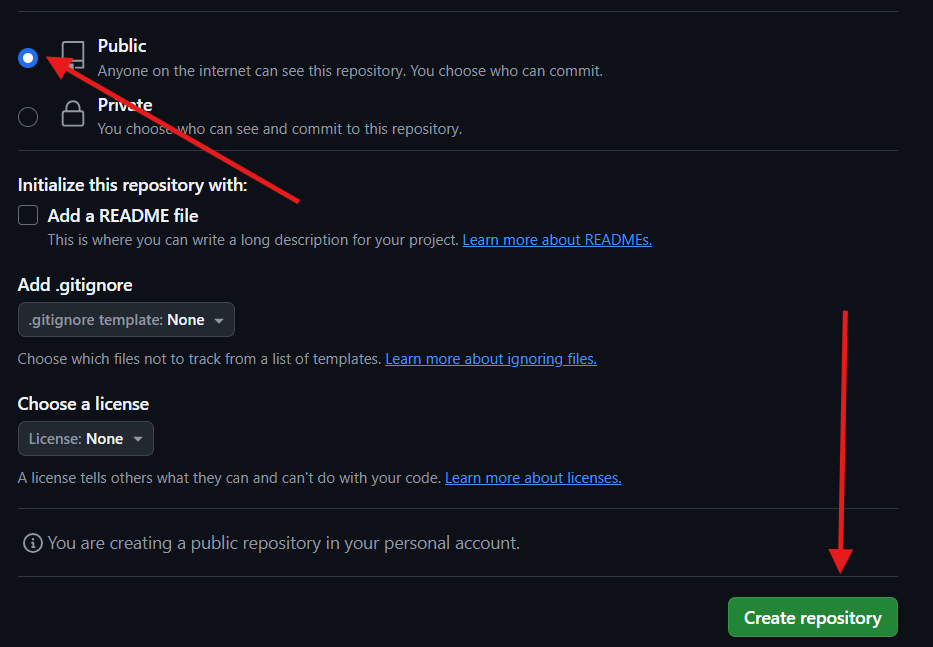 Public
Anyone on the internet can see this repository. You choose who can commit.
Private
You choose who can see and commit to this repository.
Initialize this repository with:
Add a README file
This is where you can write a long description for your project. Learn more about READMEs.
Add .gitignore
.gitignore template: None
Choose which files not to track from a list of templates. Learn more about ignoring files.
Choose a license
License: None
A license tells others what they can and can't do with your code. Learn more about licenses.
You are creating a public repository in your personal account.
Create repository